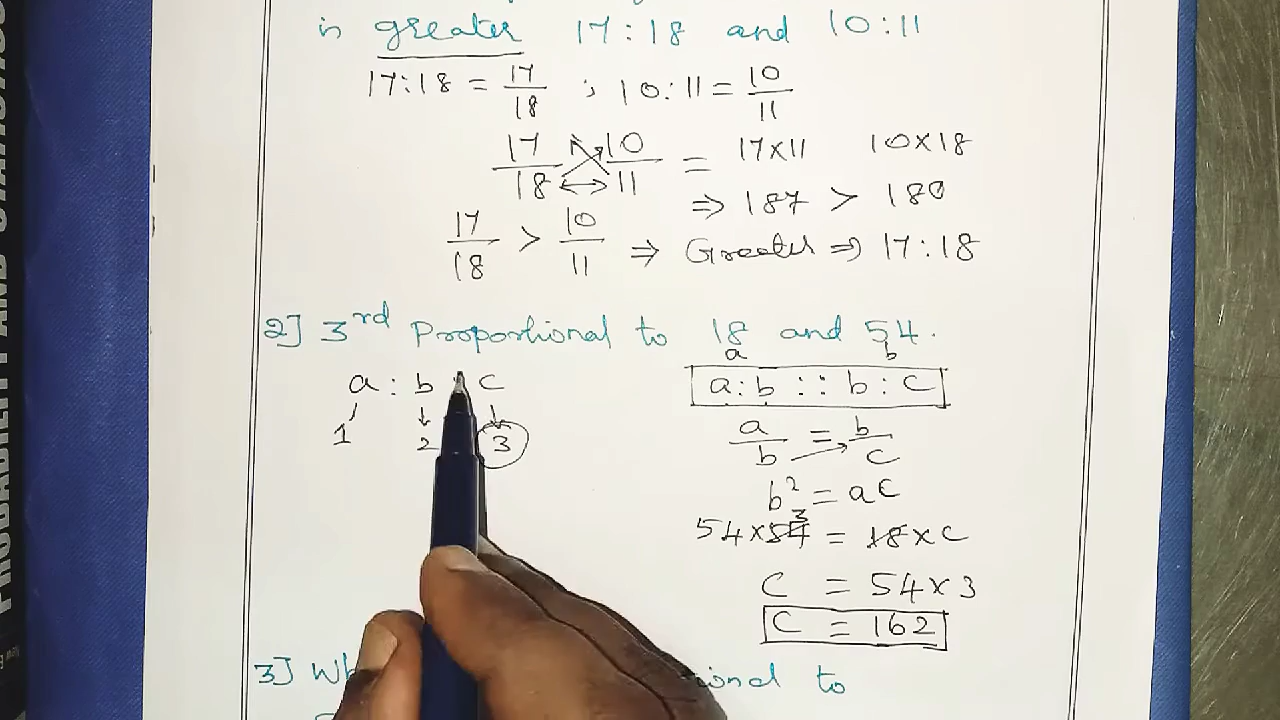 is greater 17:18 and 10:11
17:18 = 17/18 ; 10:11 = 10/11
17/18 10/11 = 17×11 10×18
⇒ 187 > 180
17/18 > 10/11 ⇒ Greater ⇒ 17:18
2] 3rd Proportional to 18 and 54.
a b
a : b c
1 2 3
a:b :: b:c
a/b = b/c
b² = ac
54×54 3 = 18×c
c = 54×3
c = 162
3] to
PROBABILITY AND